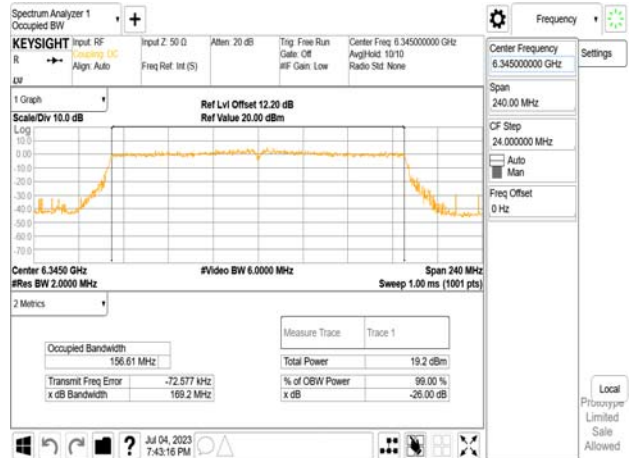 Spectrum Analyzer 1
Occupied BW
Frequency
KEYSIGHT Input: RF Input Z: 50 Ω Atten: 20 dB Trig: Free Run Center Freq: 6.345000000 GHz
R Coupling: DC Gate: Off Avg|Hold: 10/10
Align: Auto Freq Ref: Int (S) #IF Gain: Low Radio Std: None
LXI
Center Frequency
6.345000000 GHz
Settings
Span
240.00 MHz
CF Step
24.000000 MHz
Auto
Man
Freq Offset
0 Hz
1 Graph
Ref Lvl Offset 12.20 dB
Scale/Div 10.0 dB Ref Value 20.00 dBm
Log
10.0
0.00
-10.0
-20.0
-30.0
-40.0
-50.0
-60.0
-70.0
Center 6.3450 GHz #Video BW 6.0000 MHz Span 240 MHz
#Res BW 2.0000 MHz Sweep 1.00 ms (1001 pts)
2 Metrics
Measure Trace Trace 1
Occupied Bandwidth
156.61 MHz
Total Power 19.2 dBm
Transmit Freq Error -72.577 kHz % of OBW Power 99.00 %
x dB Bandwidth 169.2 MHz x dB -26.00 dB
Local
Prototype
Limited
Sale
Allowed
? Jul 04, 2023
7:43:16 PM